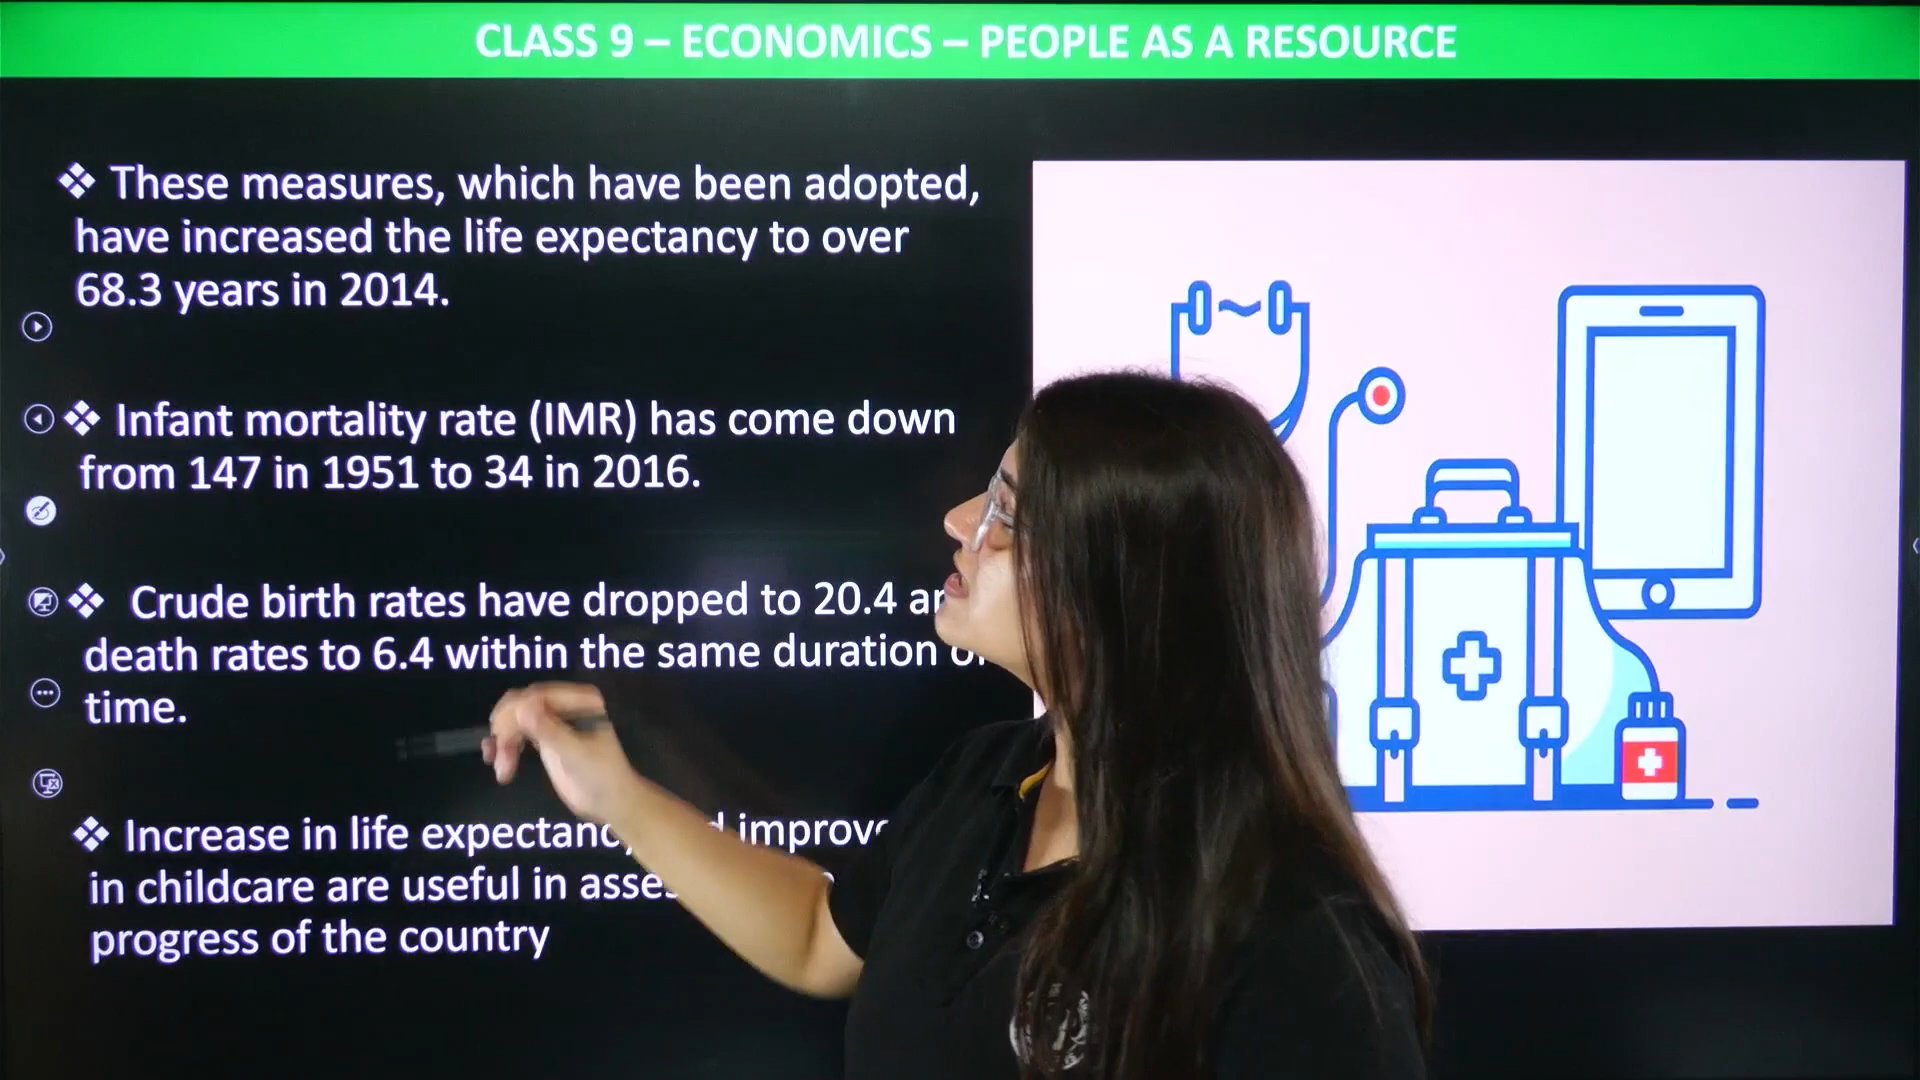 CLASS 9 – ECONOMICS – PEOPLE AS A RESOURCE
❖ These measures, which have been adopted,
have increased the life expectancy to over
68.3 years in 2014.
❖ Infant mortality rate (IMR) has come down
from 147 in 1951 to 34 in 2016.
❖ Crude birth rates have dropped to 20.4
death rates to 6.4 within the same duration
time.
❖ Increase in life
in childcare are useful in
progress of the country